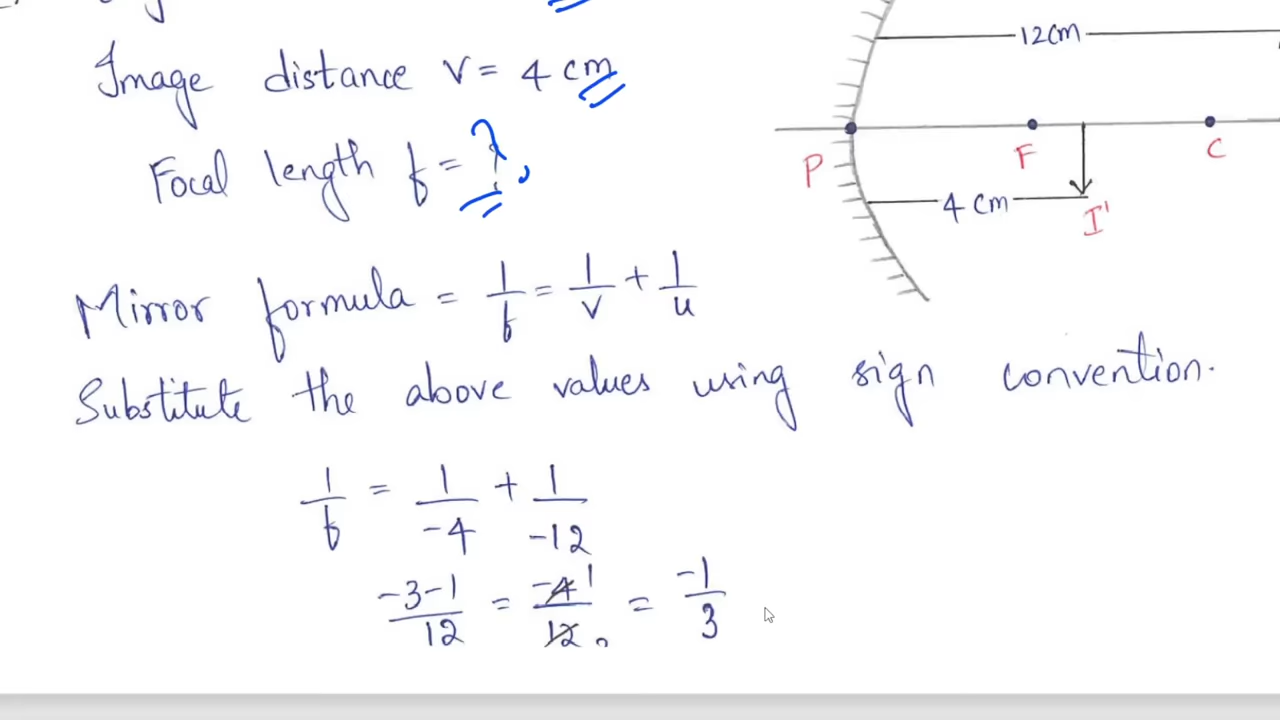 Image distance v = 4 cm
Focal length f = ?
Mirror formula = 1/f = 1/v + 1/u
Substitute the above values using sign convention.
1/f = 1/-4 + 1/-12
-3-1/12 = -4 1/12 = -1/3
12cm
P F C
4 cm
I'